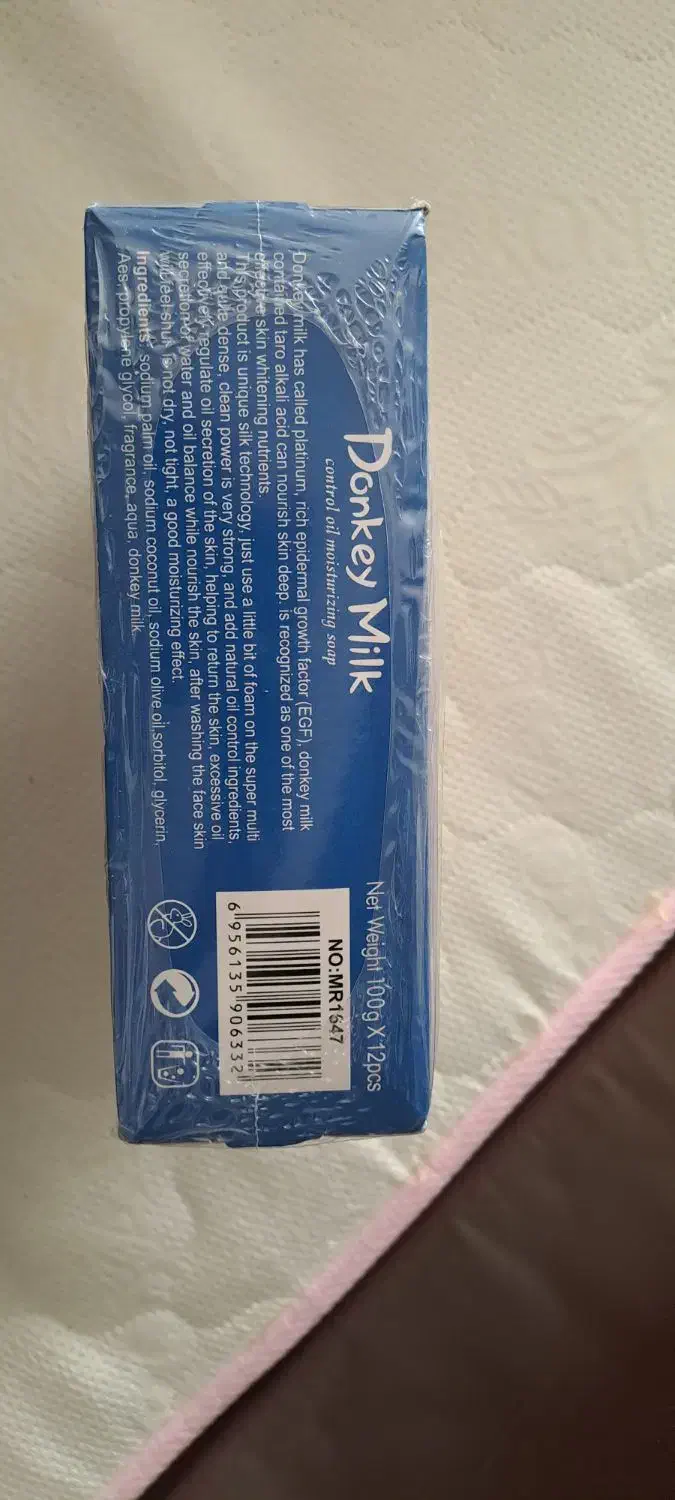 Donkey Milk
control oil moisturizing soap
Net Weight 100g X 12pcs
Donkey milk has called platinum, rich epidermal growth factor (EGF), donkey milk
contained taro alkali acid can nourish skin deep. is recognized as one of the most
effective skin whitening nutrients.
This product is unique silk technology, just use a little bit of foam on the super multi
and quite dense, clean power is very strong, and add natural oil control ingredients,
effectively regulate oil secretion of the skin, helping to return the skin, excessive oil
secretion of water and oil balance while nourish the skin, after washing the face skin
will feel shui is not dry, not tight, a good moisturizing effect.
Ingredients: sodium palm oil, sodium coconut oil, sodium olive oil,sorbitol, glycerin,
Aes, propylene glycol, fragrance, aqua, donkey milk.
NO:MR1647
6 956135 906332